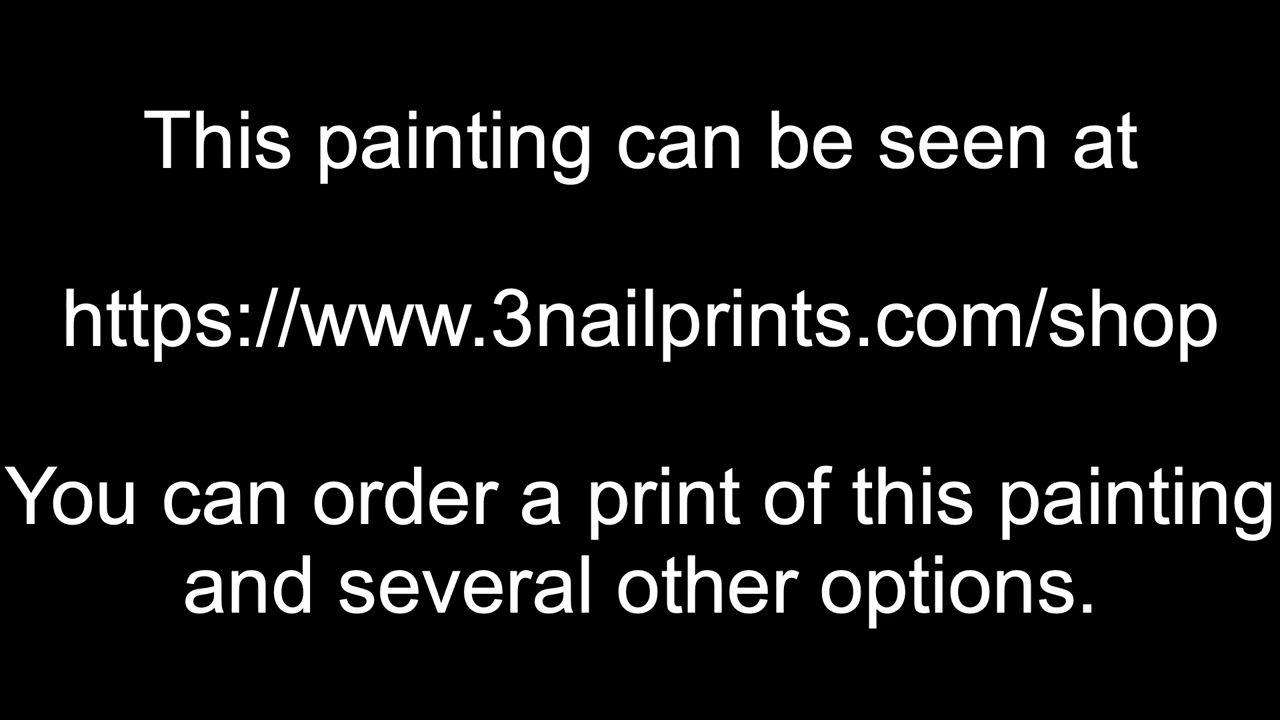 This painting can be seen at
https://www.3nailprints.com/shop
You can order a print of this painting
and several other options.